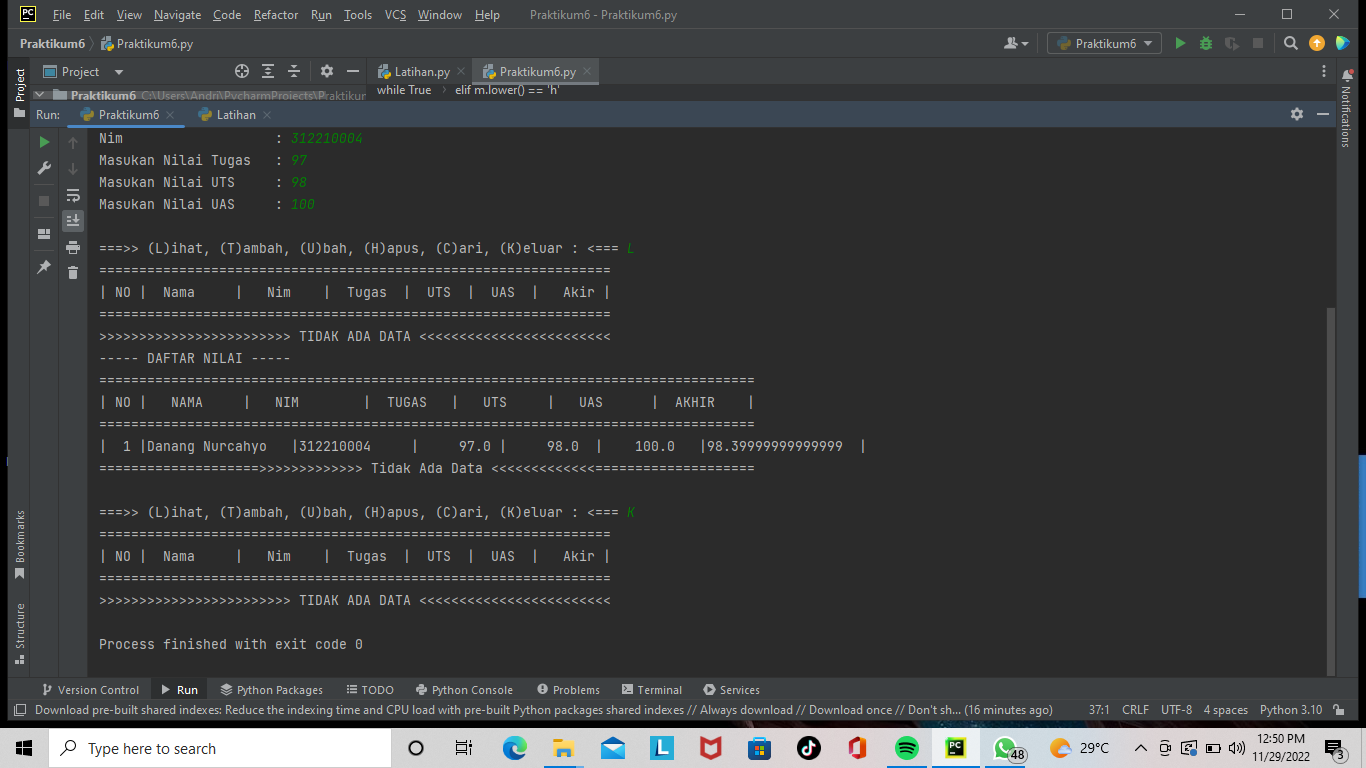 PC File Edit View Navigate Code Refactor Run Tools VCS Window Help Praktikum6 - Praktikum6.py
Praktikum6 Praktikum6.py Praktikum6
Project Project Latihan.py Praktikum6.py
Praktikum6 C:\Users\Andri\PycharmProjects\Praktikum while True elif m.lower() == 'h'
Notifications
Run: Praktikum6 Latihan
Nim : 312210004
Masukan Nilai Tugas : 97
Masukan Nilai UTS : 98
Masukan Nilai UAS : 100
===>> (L)ihat, (T)ambah, (U)bah, (H)apus, (C)ari, (K)eluar : <=== L
================================================================
| NO | Nama | Nim | Tugas | UTS | UAS | Akir |
================================================================
>>>>>>>>>>>>>>>>>>>>>>>> TIDAK ADA DATA <<<<<<<<<<<<<<<<<<<<<<<<
----- DAFTAR NILAI -----
==================================================================================
| NO | NAMA | NIM | TUGAS | UTS | UAS | AKHIR |
==================================================================================
| 1 |Danang Nurcahyo |312210004 | 97.0 | 98.0 | 100.0 |98.39999999999999 |
====================>>>>>>>>>>>>> Tidak Ada Data <<<<<<<<<<<<<====================
===>> (L)ihat, (T)ambah, (U)bah, (H)apus, (C)ari, (K)eluar : <=== K
================================================================
| NO | Nama | Nim | Tugas | UTS | UAS | Akir |
================================================================
>>>>>>>>>>>>>>>>>>>>>>>> TIDAK ADA DATA <<<<<<<<<<<<<<<<<<<<<<<<
Process finished with exit code 0
Bookmarks
Structure
Version Control Run Python Packages TODO Python Console Problems Terminal Services
Download pre-built shared indexes: Reduce the indexing time and CPU load with pre-built Python packages shared indexes // Always download // Download once // Don't sh... (16 minutes ago) 37:1 CRLF UTF-8 4 spaces Python 3.10
Type here to search L PC 48 29°C 12:50 PM 3
11/29/2022